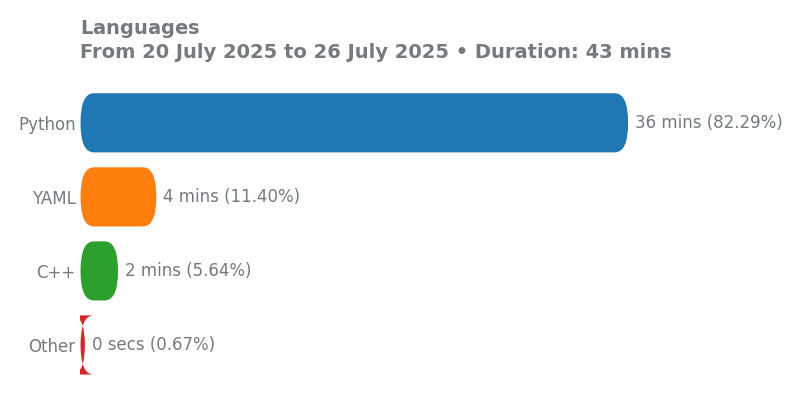 Languages
From 20 July 2025 to 26 July 2025 • Duration: 43 mins
Python 36 mins (82.29%)
YAML 4 mins (11.40%)
C++ 2 mins (5.64%)
Other 0 secs (0.67%)